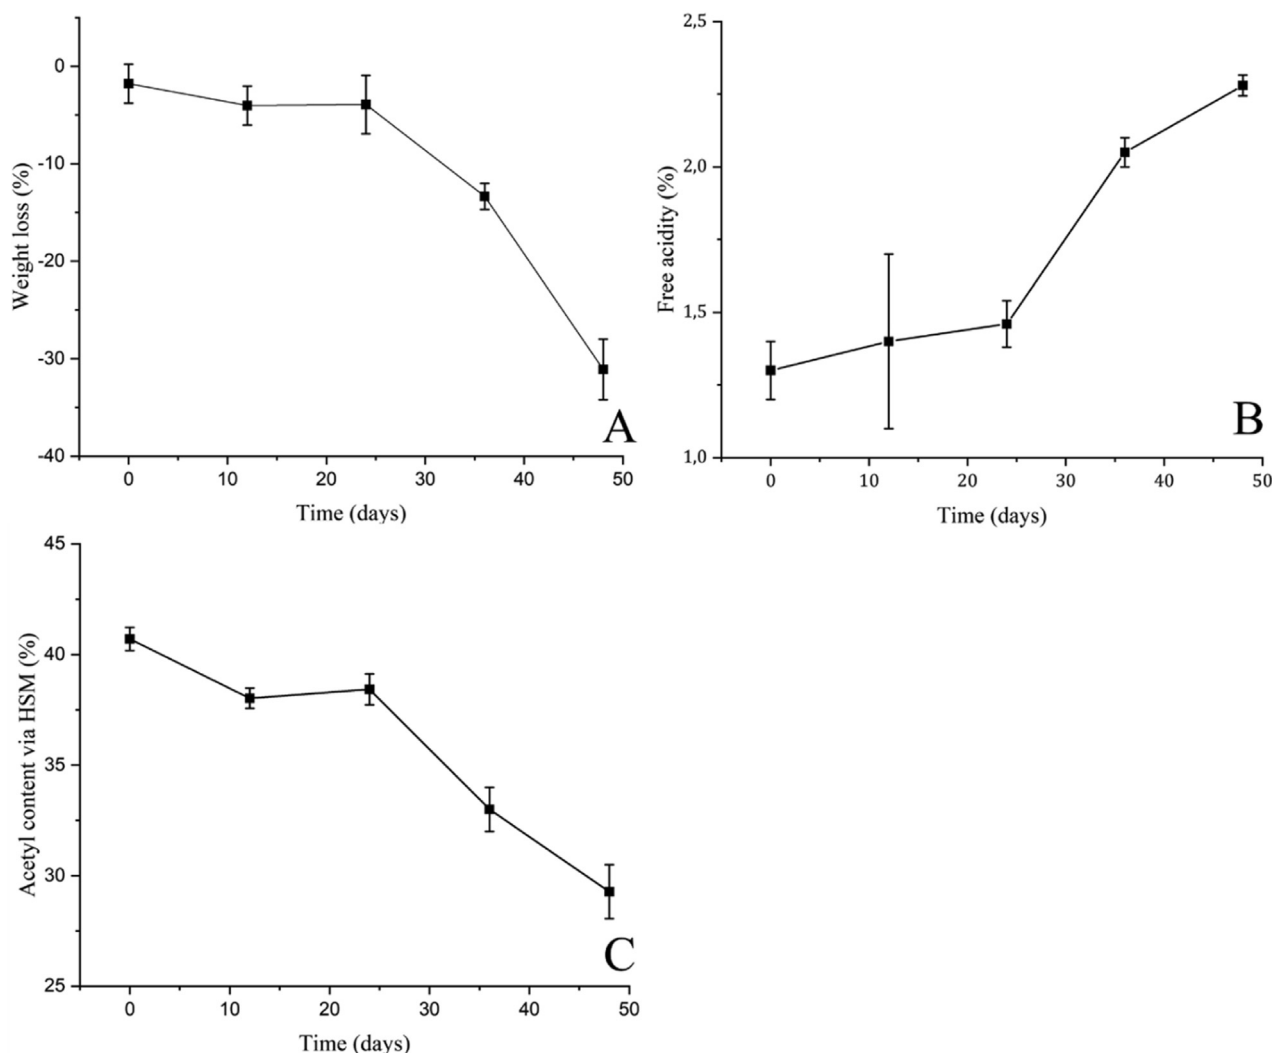 0
-10
-20
-30
-40
Weight loss (%)
0 10 20 30 40 50
Time (days)
A
2,5
2.0
1,5
1,0
Free acidity (%)
0 10 20 30 40 50
Time (days)
B
45
40
35
30
25
Acetyl content via HSM (%)
0 10 20 30 40 50
Time (days)
C